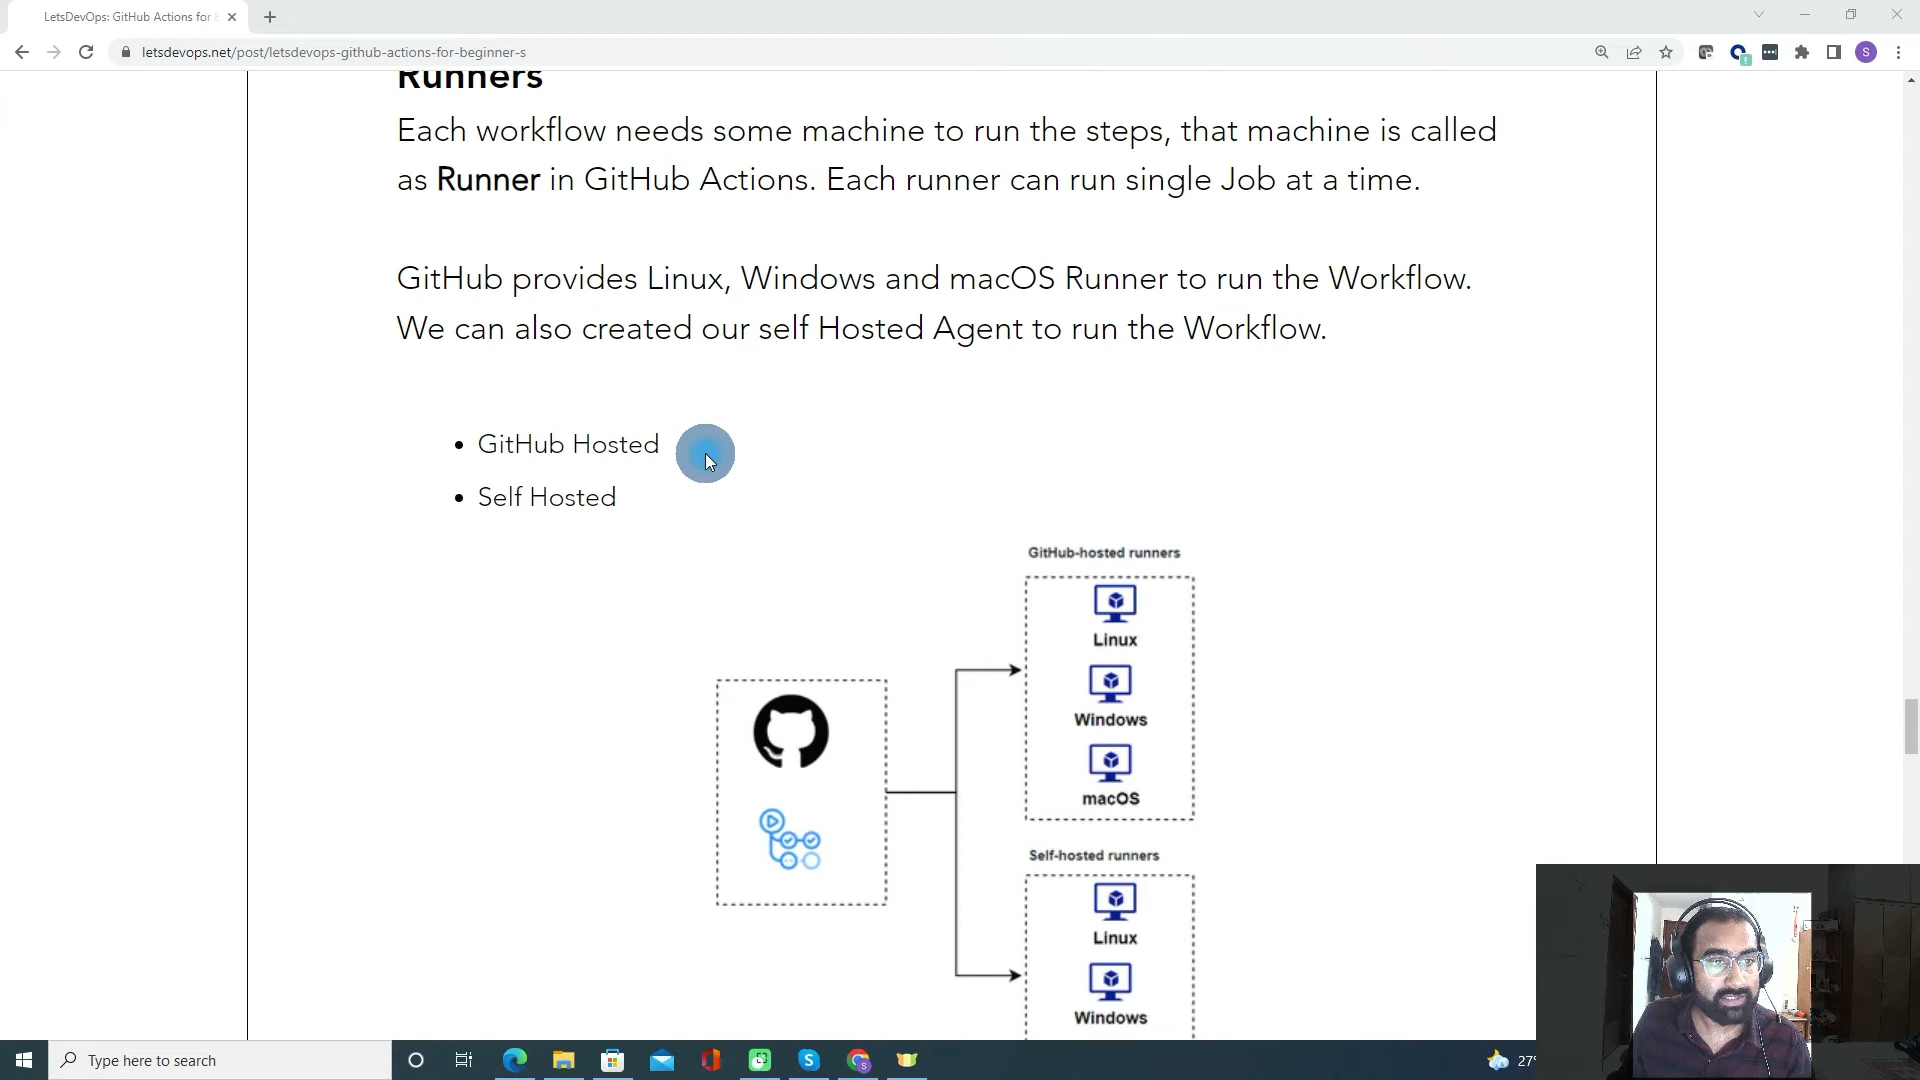 LetsDevOps: GitHub Actions for
letsdevops.net/post/letsdevops-github-actions-for-beginner-s
S
Runners
Each workflow needs some machine to run the steps, that machine is called
as Runner in GitHub Actions. Each runner can run single Job at a time.
GitHub provides Linux, Windows and macOS Runner to run the Workflow.
We can also created our self Hosted Agent to run the Workflow.
• GitHub Hosted
• Self Hosted
GitHub-hosted runners
Linux
Windows
macOS
Self-hosted runners
Linux
Windows
Type here to search
27°